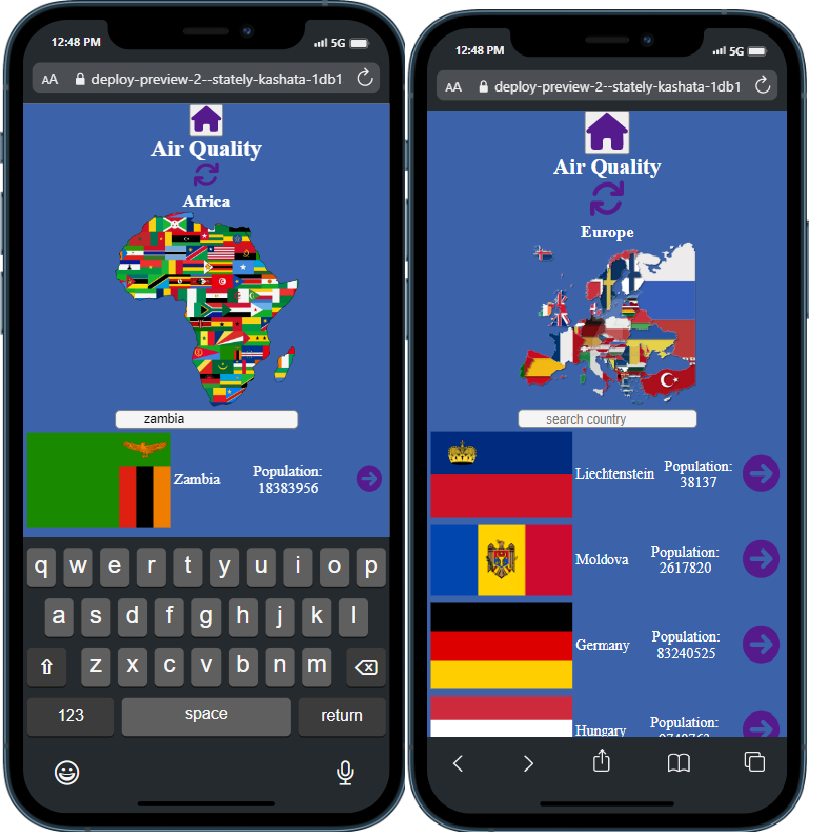 12:48 PM
5G
AA
deploy-preview-2--stately-kashata-1db1
Air Quality
Africa
zambia
Zambia
Population:
18383956
q w e r t y u i o p
a s d f g h j k l
z x c v b n m
123
space
return
12:48 PM
5G
AA
deploy-preview-2--stately-kashata-1db1
Air Quality
Europe
search country
Liechtenstein
Population:
38137
Moldova
Population:
2617820
Germany
Population:
83240525
Hungary
Population: